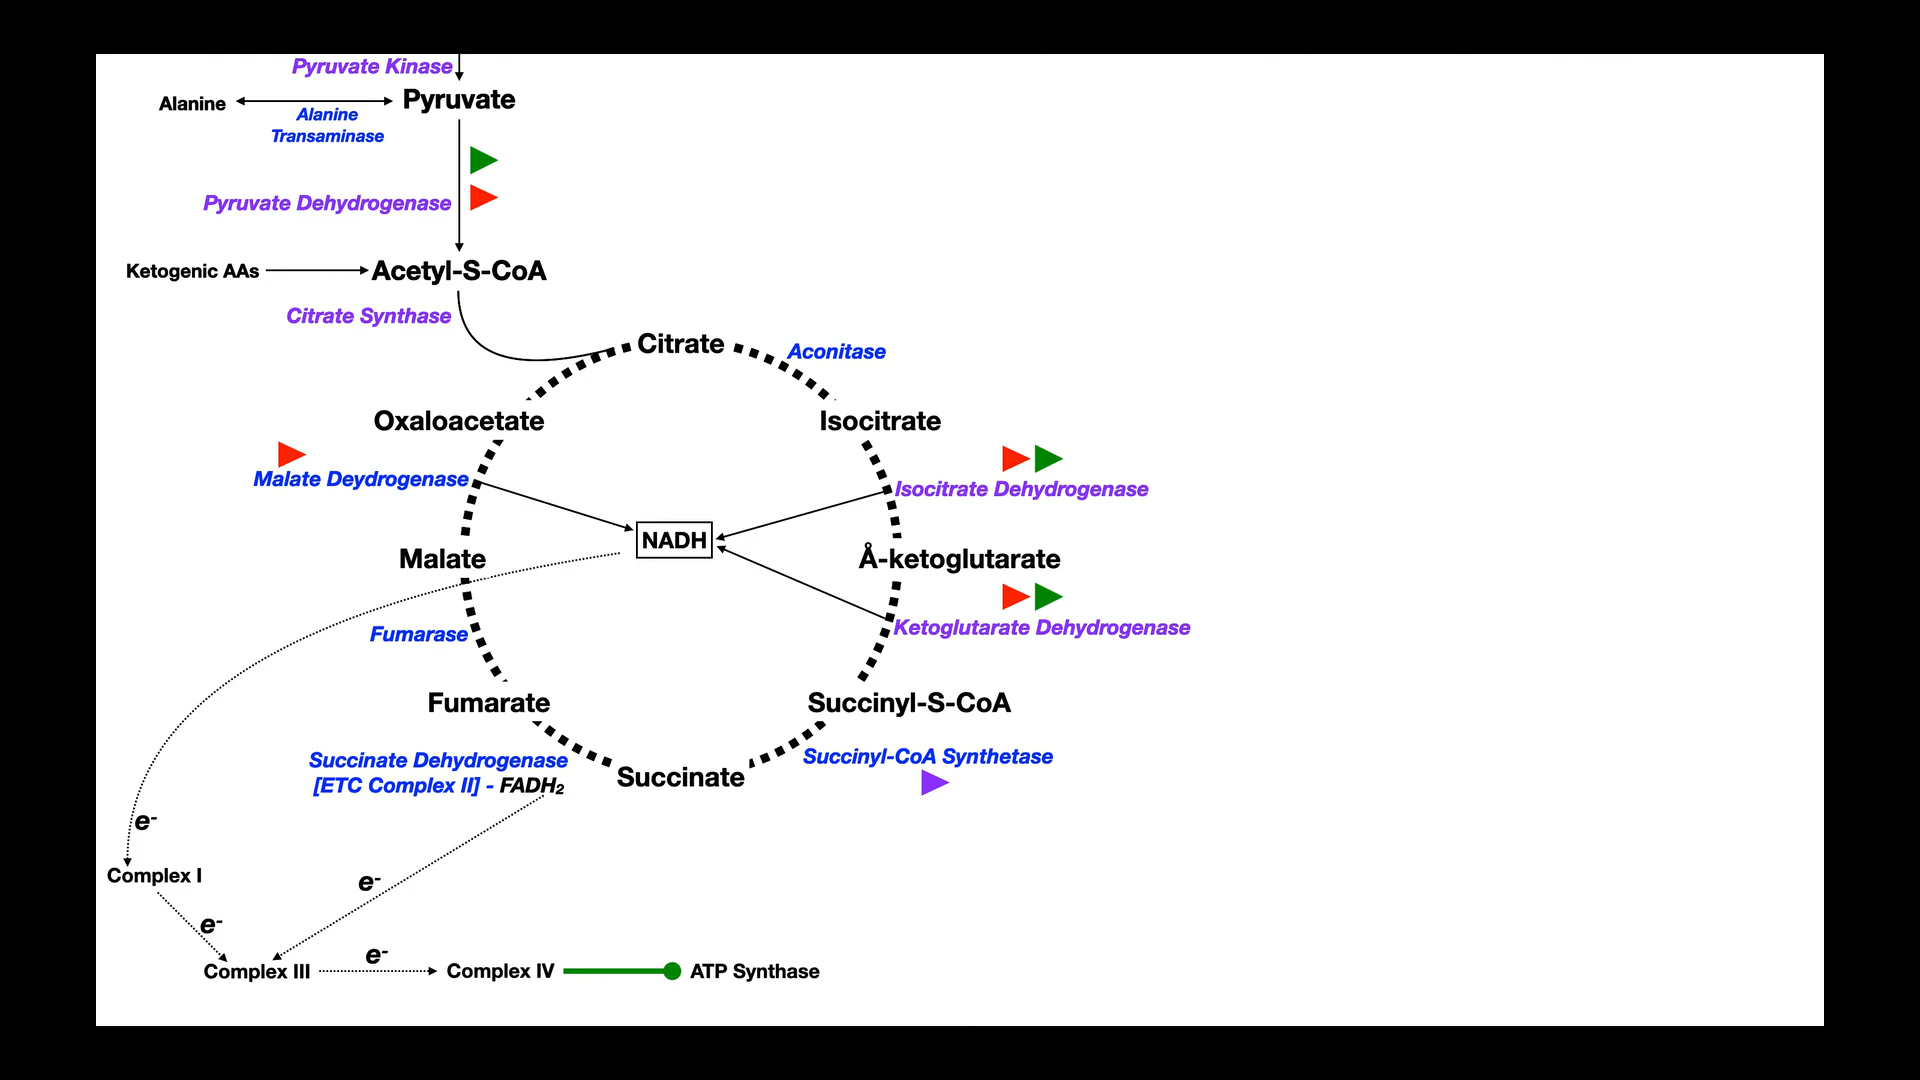 Pyruvate Kinase
Alanine
Pyruvate
Alanine
Transaminase
Pyruvate Dehydrogenase
Ketogenic AAs
Acetyl-S-CoA
Citrate Synthase
Citrate
Aconitase
Oxaloacetate
Isocitrate
Malate Deydrogenase
Isocitrate Dehydrogenase
NADH
Malate
Å-ketoglutarate
Fumarase
Ketoglutarate Dehydrogenase
Fumarate
Succinyl-S-CoA
Succinate Dehydrogenase
[ETC Complex II] - FADH₂
Succinate
Succinyl-CoA Synthetase
e⁻
Complex I
e⁻
e⁻
e⁻
Complex III
Complex IV
ATP Synthase